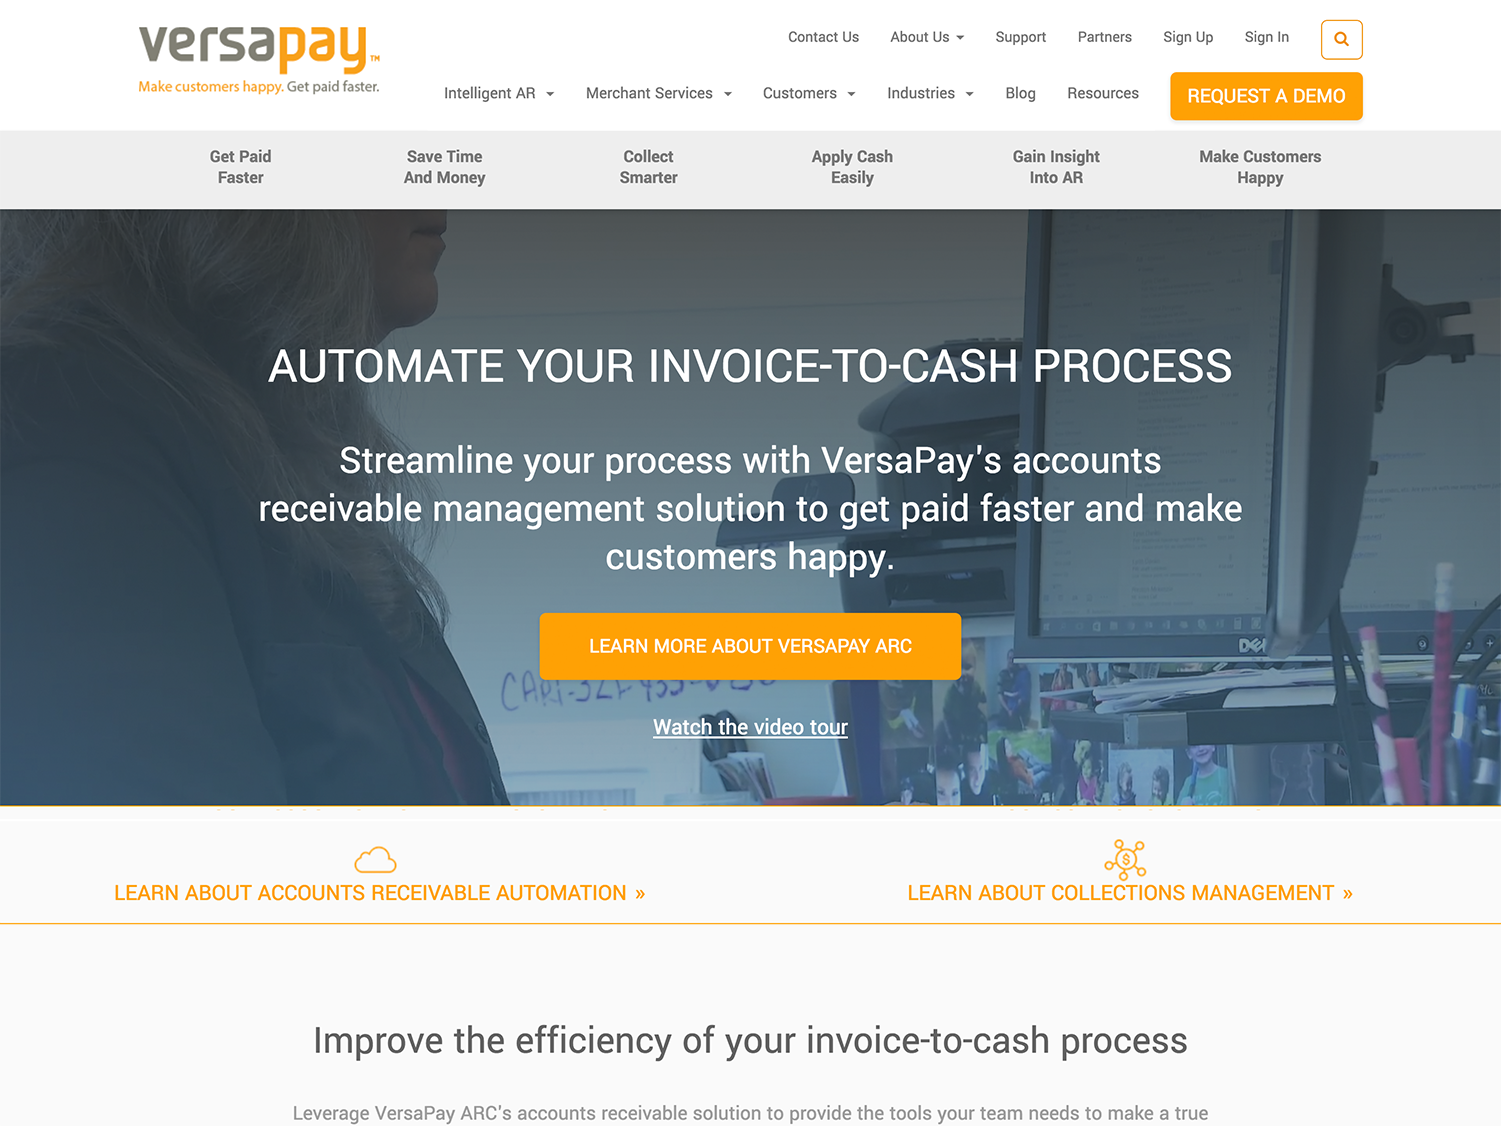 versapay™
Make customers happy. Get paid faster.
Contact Us About Us Support Partners Sign Up Sign In
Intelligent AR Merchant Services Customers Industries Blog Resources REQUEST A DEMO
Get Paid
Faster
Save Time
And Money
Collect
Smarter
Apply Cash
Easily
Gain Insight
Into AR
Make Customers
Happy
AUTOMATE YOUR INVOICE-TO-CASH PROCESS
Streamline your process with VersaPay's accounts
receivable management solution to get paid faster and make
customers happy.
LEARN MORE ABOUT VERSAPAY ARC
Watch the video tour
DELL
LEARN ABOUT ACCOUNTS RECEIVABLE AUTOMATION »
LEARN ABOUT COLLECTIONS MANAGEMENT »
Improve the efficiency of your invoice-to-cash process
Leverage VersaPay ARC's accounts receivable solution to provide the tools your team needs to make a true